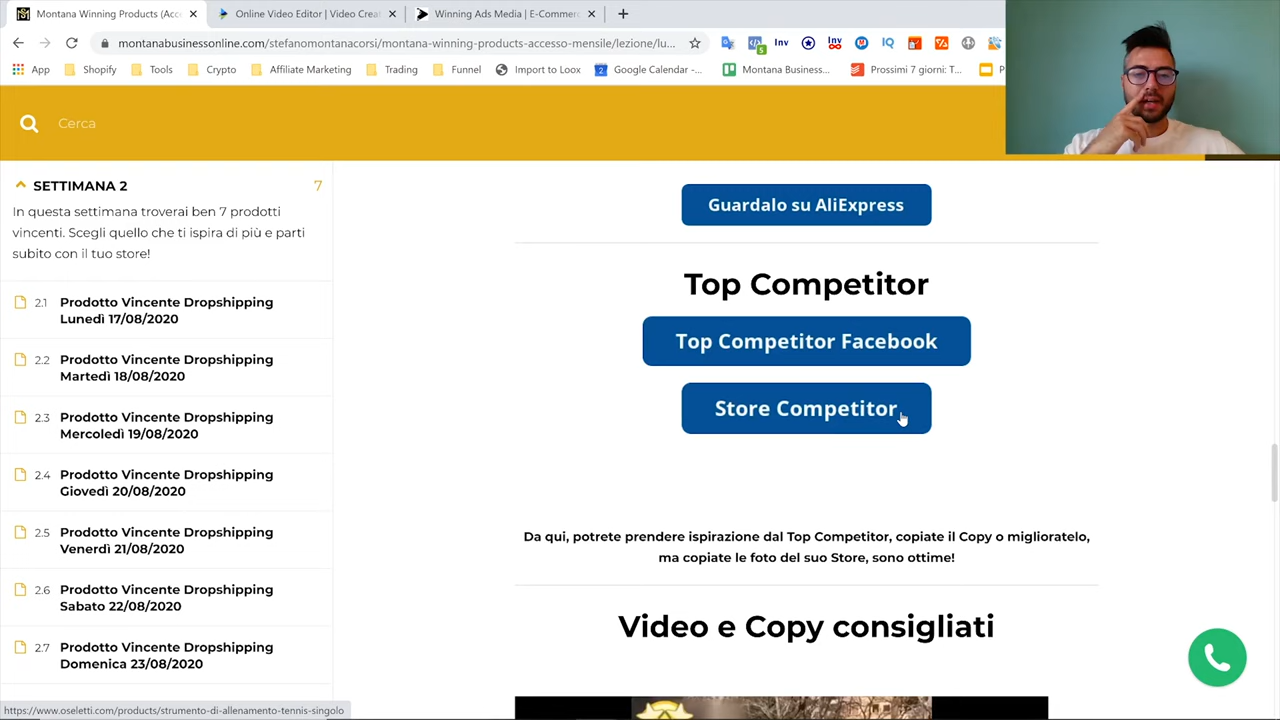 Montana Winning Products (Acc
Online Video Editor | Video Crea
Winning Ads Media | E-Commerc
montanabusinessonline.com/stefanomontanacorsi/montana-winning-products-accesso-mensile/lezione/lu...
5
Inv
Inv
IQ
App
Shopify
Tools
Crypto
Affiliate Marketing
Trading
Funnel
Import to Loox
2
Google Calendar -...
Montana Business...
Prossimi 7 giorni: T...
P
Cerca
SETTIMANA 2
7
In questa settimana troverai ben 7 prodotti
vincenti. Scegli quello che ti ispira di più e parti
subito con il tuo store!
2.1 Prodotto Vincente Dropshipping
Lunedì 17/08/2020
2.2 Prodotto Vincente Dropshipping
Martedì 18/08/2020
2.3 Prodotto Vincente Dropshipping
Mercoledì 19/08/2020
2.4 Prodotto Vincente Dropshipping
Giovedì 20/08/2020
2.5 Prodotto Vincente Dropshipping
Venerdì 21/08/2020
2.6 Prodotto Vincente Dropshipping
Sabato 22/08/2020
2.7 Prodotto Vincente Dropshipping
Domenica 23/08/2020
Guardalo su AliExpress
Top Competitor
Top Competitor Facebook
Store Competitor
Da qui, potrete prendere ispirazione dal Top Competitor, copiate il Copy o miglioratelo,
ma copiate le foto del suo Store, sono ottime!
Video e Copy consigliati
https://www.oseletti.com/products/strumento-di-allenamento-tennis-singolo